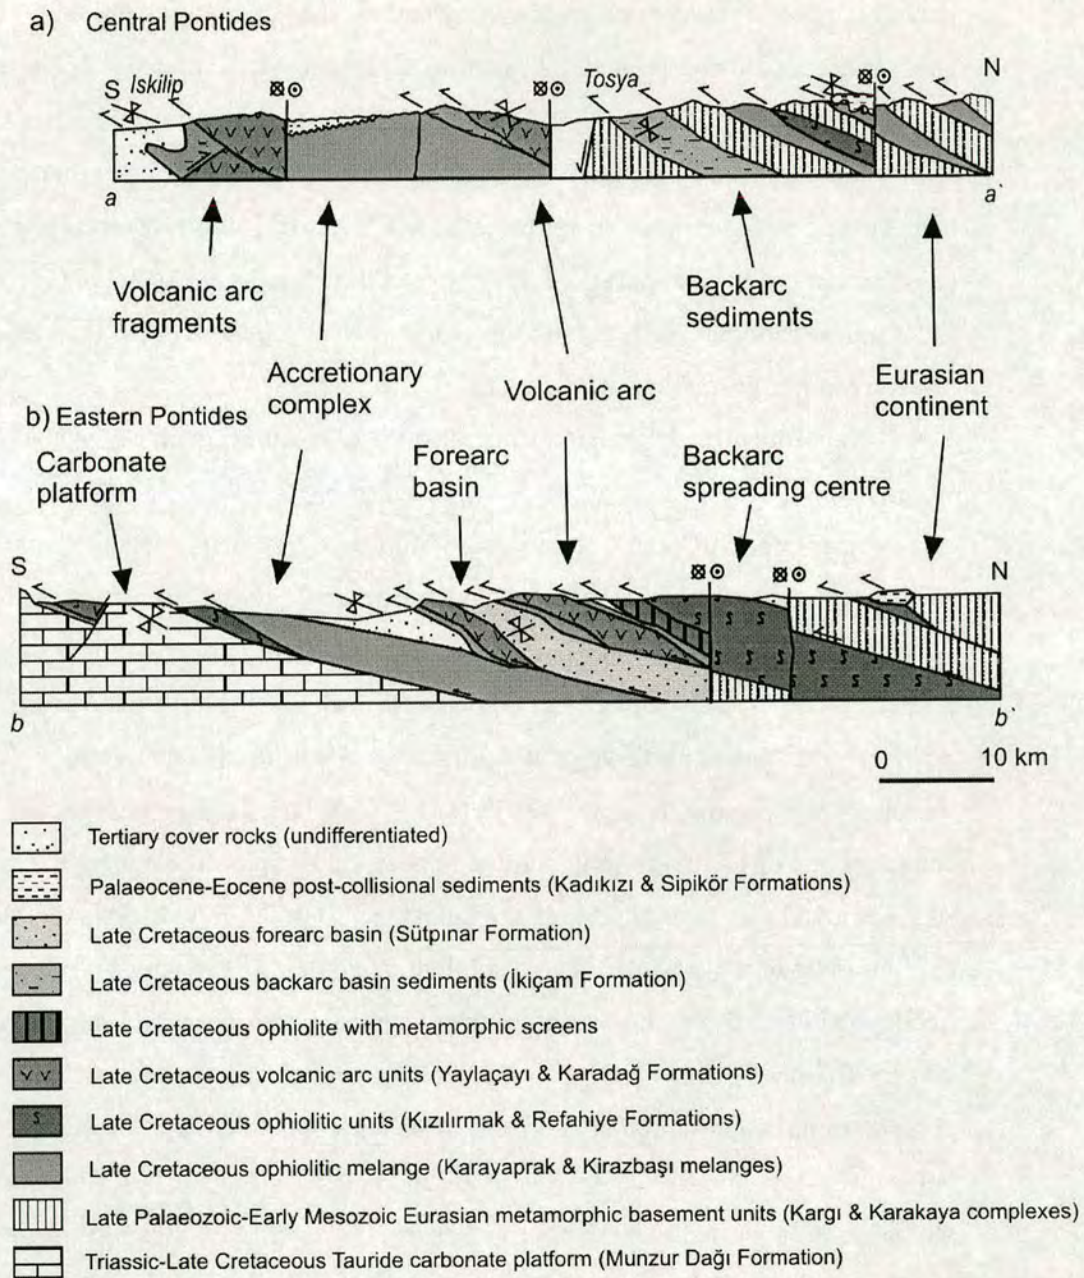 a) Central Pontides
S Iskilip Tosya N
a a`
Volcanic arc
fragments
Backarc
sediments
Accretionary
complex
Volcanic arc
Eurasian
continent
b) Eastern Pontides
Carbonate
platform
Forearc
basin
Backarc
spreading centre
S N
b b`
0 10 km
Tertiary cover rocks (undifferentiated)
Palaeocene-Eocene post-collisional sediments (Kadıkızı & Sipikör Formations)
Late Cretaceous forearc basin (Sütpınar Formation)
Late Cretaceous backarc basin sediments (İkiçam Formation)
Late Cretaceous ophiolite with metamorphic screens
Late Cretaceous volcanic arc units (Yaylaçayı & Karadağ Formations)
Late Cretaceous ophiolitic units (Kızılırmak & Refahiye Formations)
Late Cretaceous ophiolitic melange (Karayaprak & Kirazbaşı melanges)
Late Palaeozoic-Early Mesozoic Eurasian metamorphic basement units (Kargı & Karakaya complexes)
Triassic-Late Cretaceous Tauride carbonate platform (Munzur Dağı Formation)